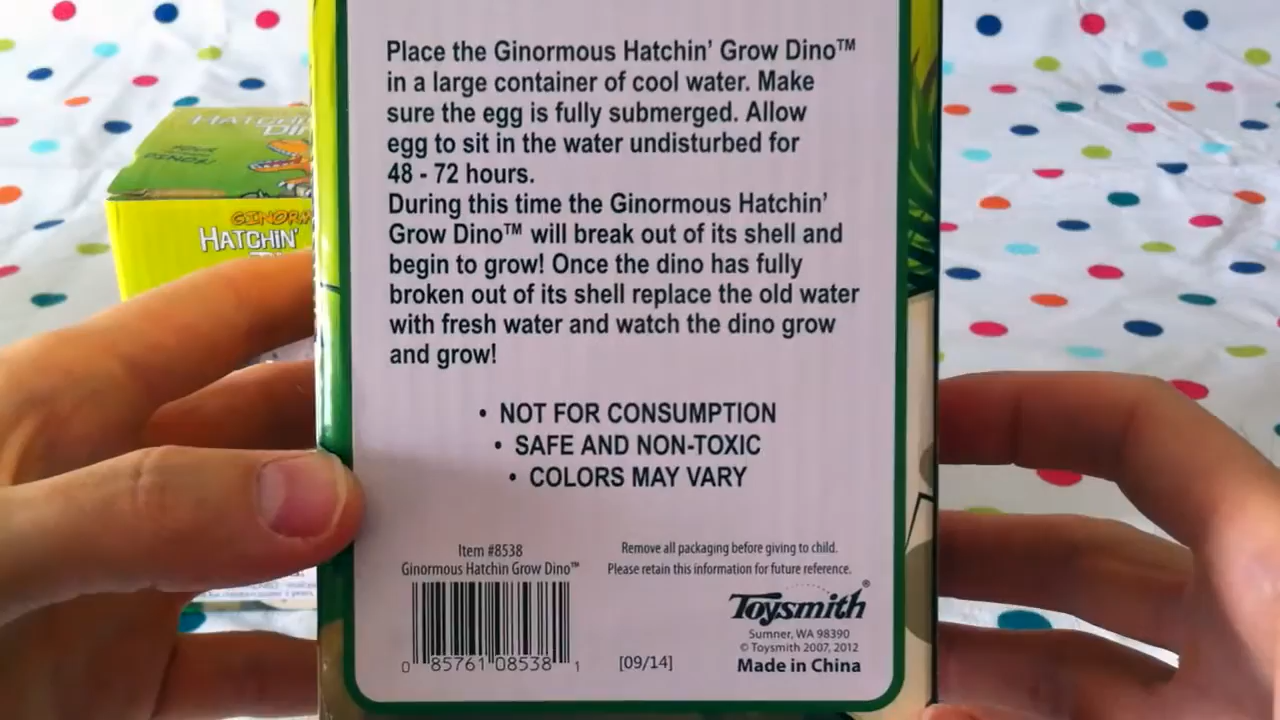 Place the Ginormous Hatchin' Grow Dino™
in a large container of cool water. Make
sure the egg is fully submerged. Allow
egg to sit in the water undisturbed for
48 - 72 hours.
During this time the Ginormous Hatchin'
Grow Dino™ will break out of its shell and
begin to grow! Once the dino has fully
broken out of its shell replace the old water
with fresh water and watch the dino grow
and grow!
• NOT FOR CONSUMPTION
• SAFE AND NON-TOXIC
• COLORS MAY VARY
Item #8538
Ginormous Hatchin Grow Dino™
0 85761 08538 1
[09/14]
Remove all packaging before giving to child.
Please retain this information for future reference.
Toysmith®
Sumner, WA 98390
© Toysmith 2007, 2012
Made in China
HATCHIN'